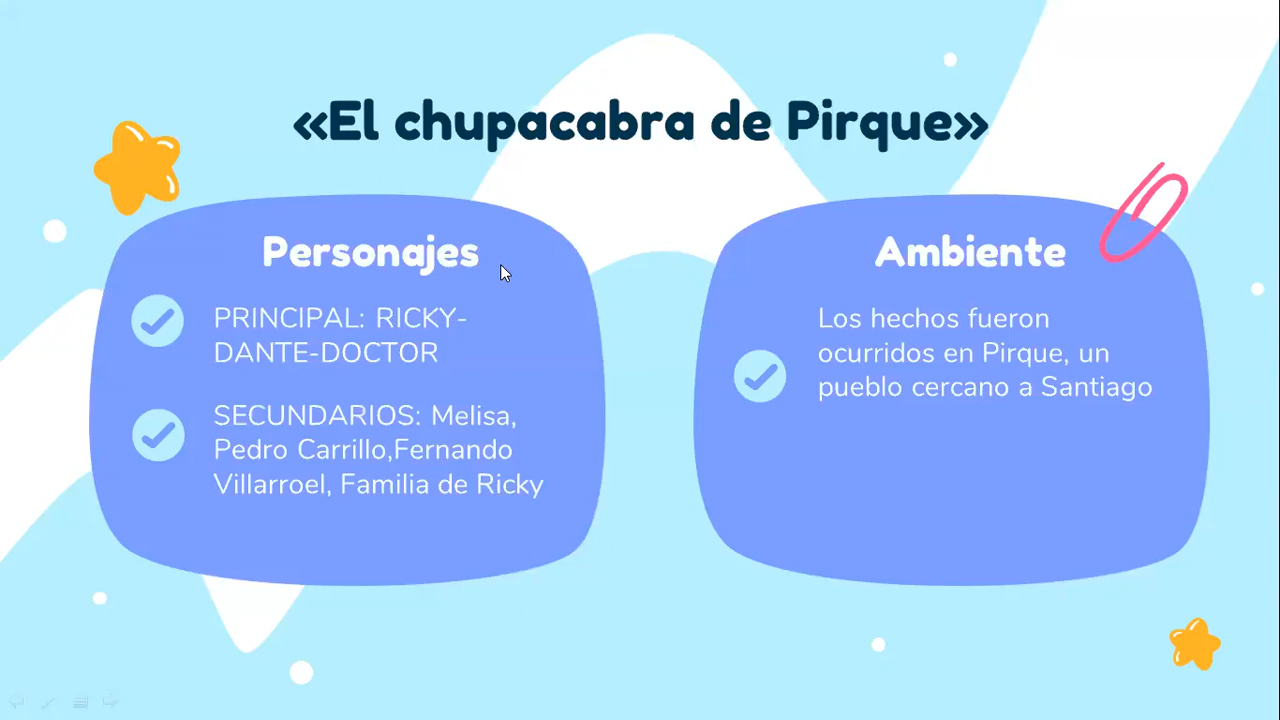 «El chupacabra de Pirque»
Personajes
PRINCIPAL: RICKY-
DANTE-DOCTOR
SECUNDARIOS: Melisa,
Pedro Carrillo,Fernando
Villarroel, Familia de Ricky
Ambiente
Los hechos fueron
ocurridos en Pirque, un
pueblo cercano a Santiago